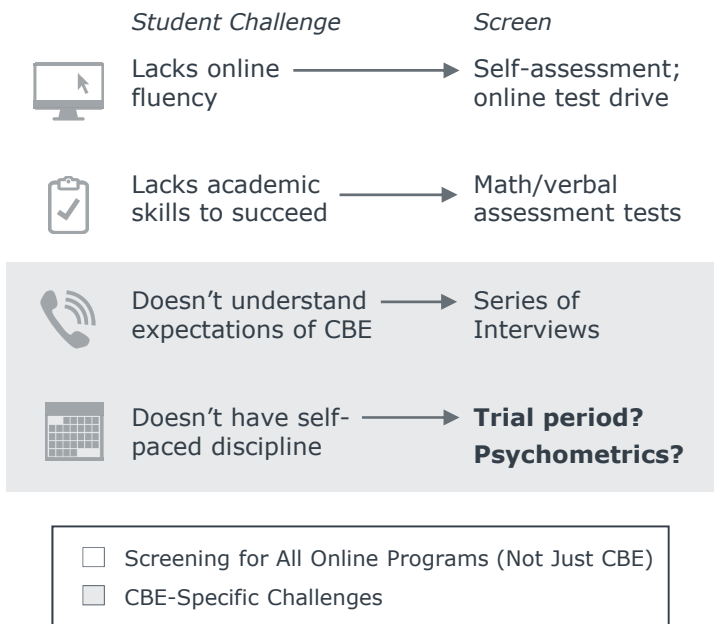 Student Challenge Screen
Lacks online Self-assessment;
fluency online test drive
Lacks academic Math/verbal
skills to succeed assessment tests
Doesn’t understand Series of
expectations of CBE Interviews
Doesn’t have self- Trial period?
paced discipline Psychometrics?
Screening for All Online Programs (Not Just CBE)
CBE-Specific Challenges